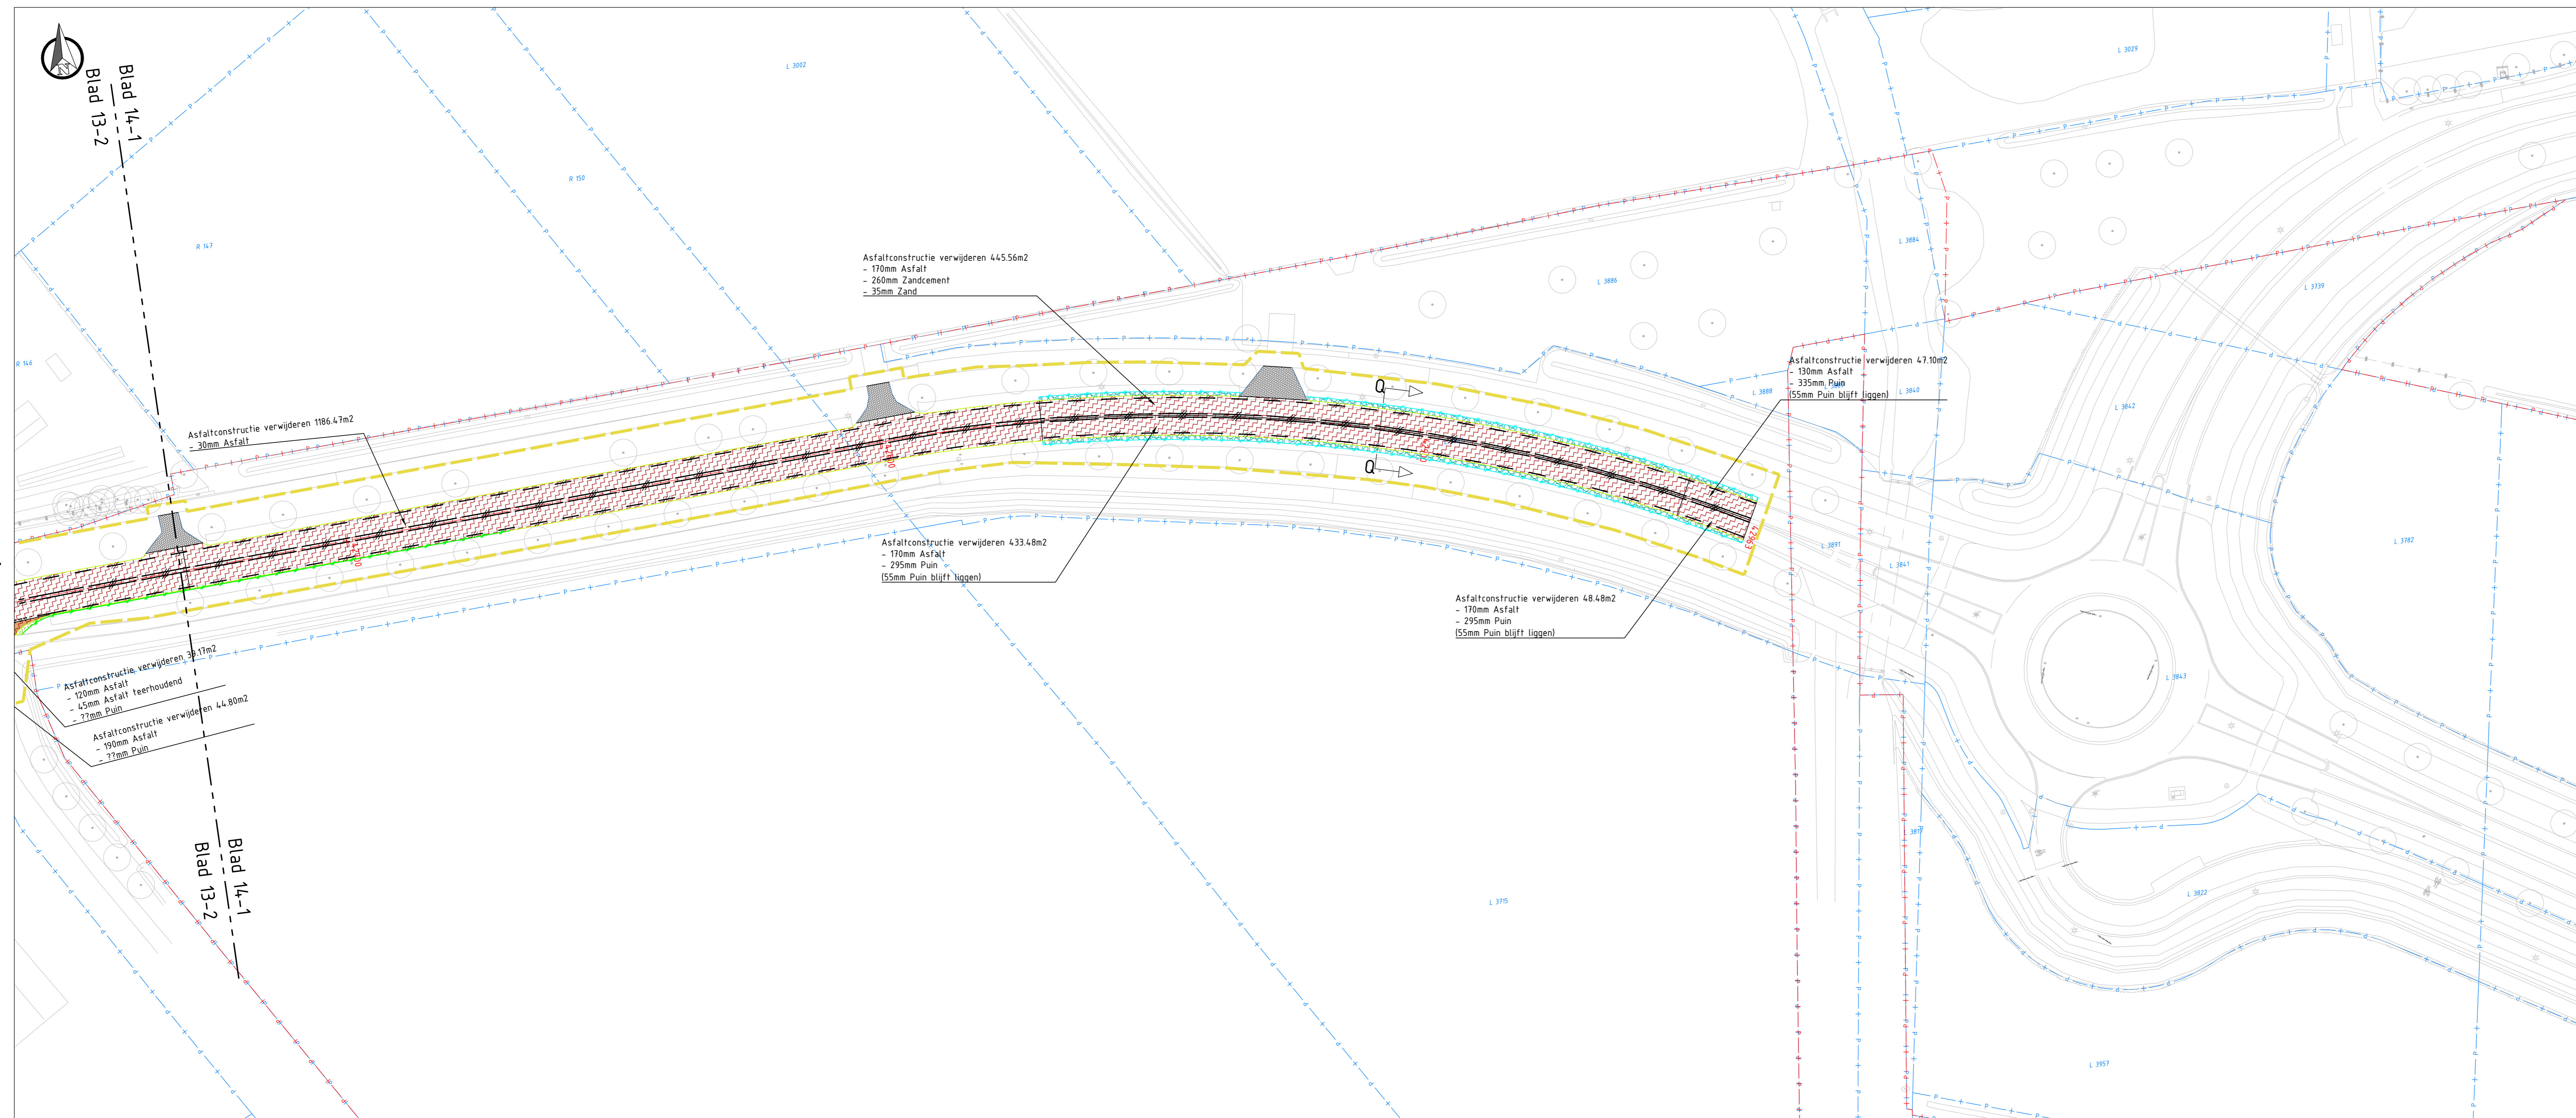 N
Blad 14-1
Blad 13-2
L 3002
L 3029
R 150
R 147
R 146
L 3884
L 3886
L 3739
Asfaltconstructie verwijderen 445.56m2
- 170mm Asfalt
- 260mm Zandcement
- 35mm Zand
Asfaltconstructie verwijderen 47.10m2
- 130mm Asfalt
- 335mm Puin
(55mm Puin blijft liggen)
L 3888
L 3840
L 3842
Q
Q
Asfaltconstructie verwijderen 1186.47m2
- 30mm Asfalt
42963
Asfaltconstructie verwijderen 433.48m2
- 170mm Asfalt
- 295mm Puin
(55mm Puin blijft liggen)
L 3891
L 3841
L 3782
Asfaltconstructie verwijderen 48.48m2
- 170mm Asfalt
- 295mm Puin
(55mm Puin blijft liggen)
Asfaltconstructie verwijderen 39.17m2
- 120mm Asfalt
- 45mm Asfalt teerhoudend
- ??mm Puin
Asfaltconstructie verwijderen 44.80m2
- 190mm Asfalt
- ??mm Puin
L 3843
Blad 14-1
Blad 13-2
L 3822
L 3715
L 3957